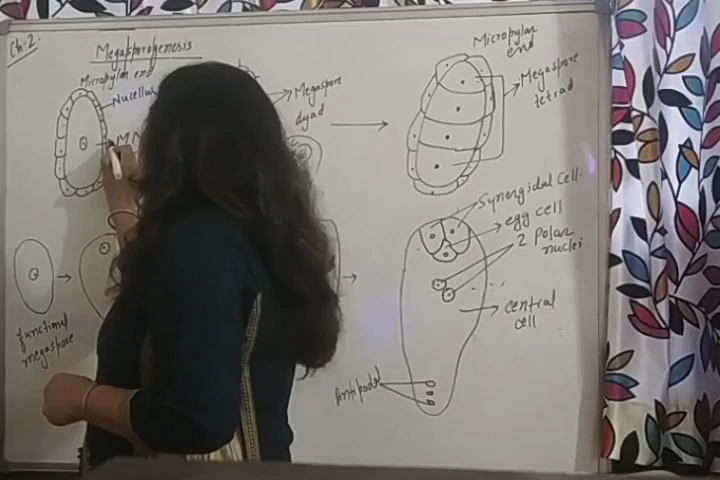 Ch-2.
Megasporogenesis
Micropylar end
Nucellus
Megaspore
dyad
Micropylar
end
Megaspore
tetrad
functional
megaspore
Synergidal cell.
egg cell
2 Polar
nuclei
central
cell
Antipodal